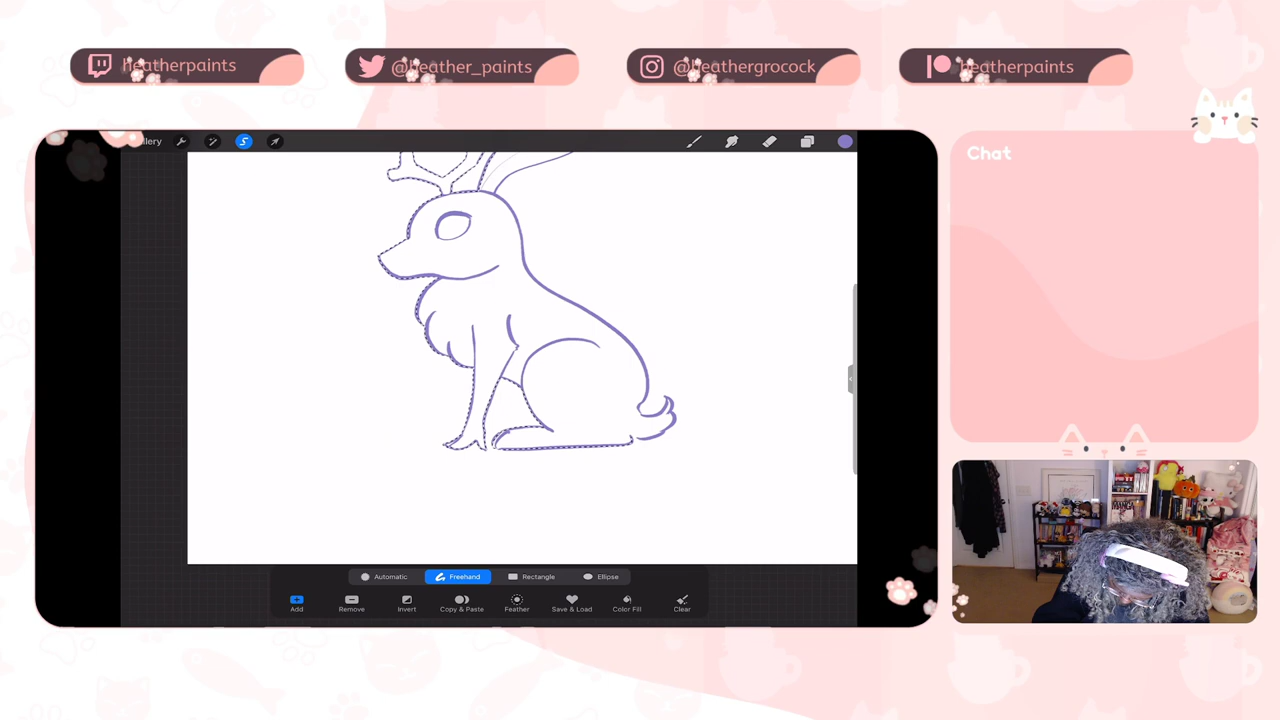 heatherpaints
@heather_paints
@heathergrocock
heatherpaints
Chat
Automatic
Freehand
Rectangle
Ellipse
Add
Remove
Invert
Copy & Paste
Feather
Save & Load
Color Fill
Clear
MANGA